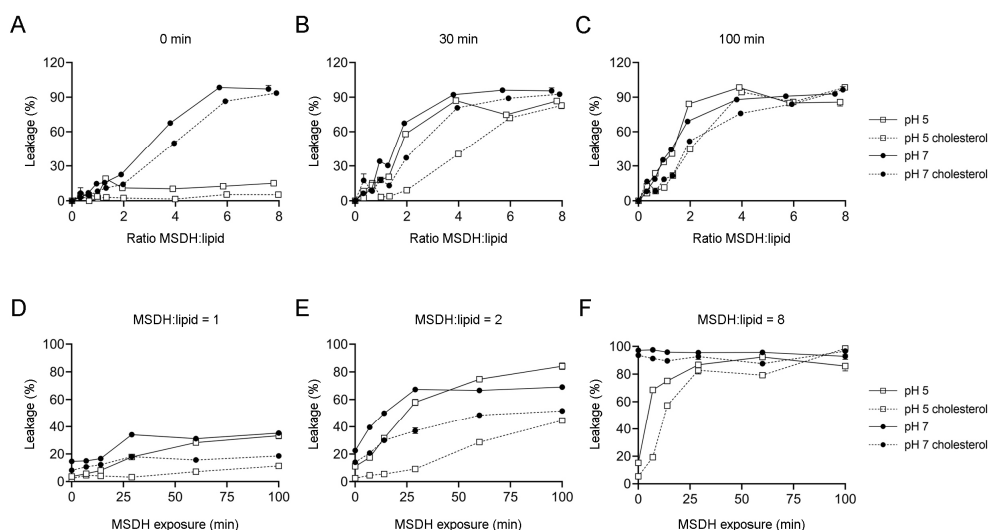 A
0 min
Leakage (%)
120
90
60
30
0
0 2 4 6 8
Ratio MSDH:lipid
B
30 min
Leakage (%)
120
90
60
30
0
0 2 4 6 8
Ratio MSDH:lipid
C
100 min
Leakage (%)
120
90
60
30
0
0 2 4 6 8
Ratio MSDH:lipid
pH 5
pH 5 cholesterol
pH 7
pH 7 cholesterol
D
MSDH:lipid = 1
Leakage (%)
100
80
60
40
20
0
0 25 50 75 100
MSDH exposure (min)
E
MSDH:lipid = 2
Leakage (%)
100
80
60
40
20
0
0 25 50 75 100
MSDH exposure (min)
F
MSDH:lipid = 8
Leakage (%)
100
80
60
40
20
0
0 25 50 75 100
MSDH exposure (min)
pH 5
pH 5 cholesterol
pH 7
pH 7 cholesterol